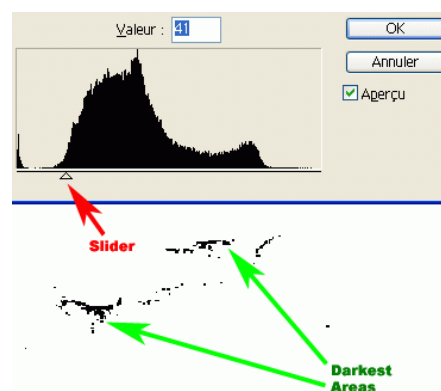 Valeur : 41
OK
Annuler
Aperçu
Slider
Darkest
Areas